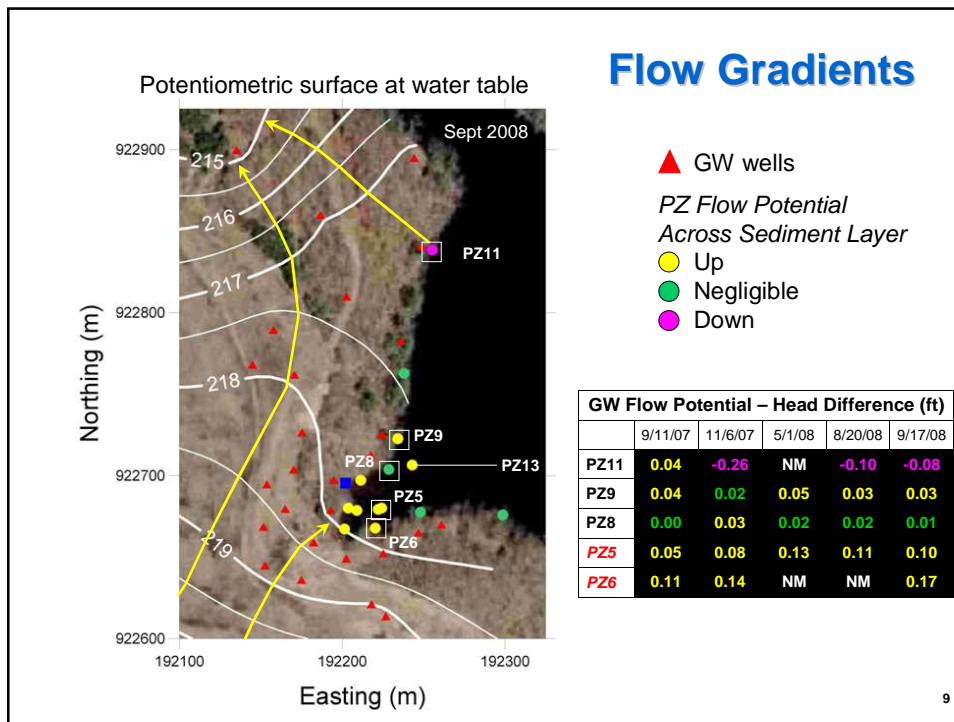 Flow Gradients
Potentiometric surface at water table
Sept 2008
922900
922800
922700
922600
Northing (m)
192100
192200
192300
Easting (m)
215
216
217
218
219
PZ11
PZ9
PZ8
PZ13
PZ5
PZ6
GW wells
PZ Flow Potential
Across Sediment Layer
Up
Negligible
Down
GW Flow Potential – Head Difference (ft)
9/11/07 11/6/07 5/1/08 8/20/08 9/17/08
PZ11 0.04 -0.26 NM -0.10 -0.08
PZ9 0.04 0.02 0.05 0.03 0.03
PZ8 0.00 0.03 0.02 0.02 0.01
PZ5 0.05 0.08 0.13 0.11 0.10
PZ6 0.11 0.14 NM NM 0.17
9